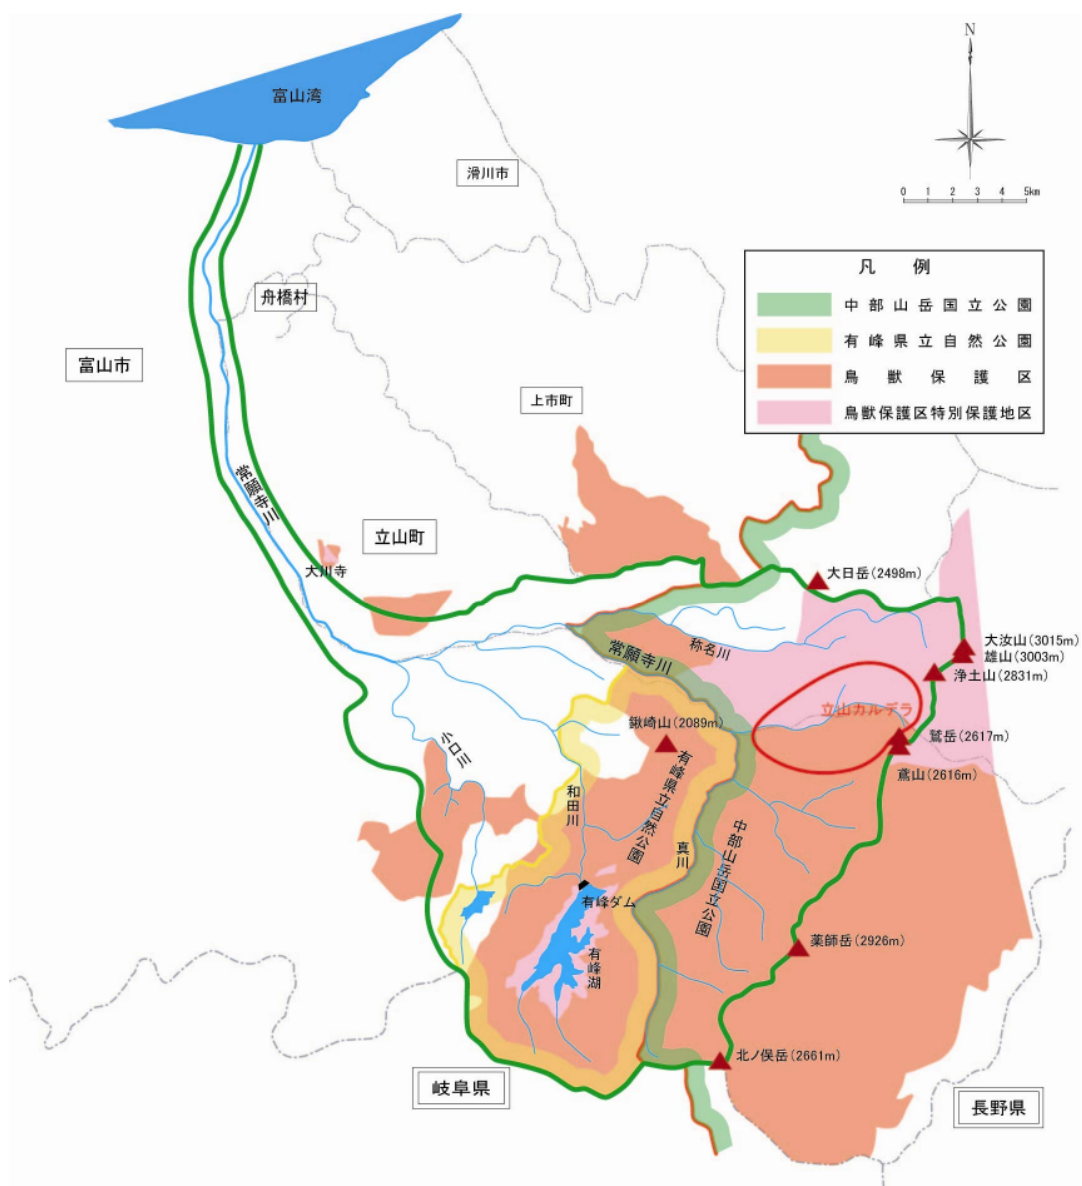 富山湾
N
滑川市
0 1 2 3 4 5km
凡例
中部山岳国立公園
有峰県立自然公園
鳥獣保護区
鳥獣保護区特別保護地区
舟橋村
富山市
上市町
常願寺川
立山町
大川寺
大日岳(2498m)
称名川
常願寺川
大汝山(3015m)
雄山(3003m)
浄土山(2831m)
立山カルデラ
鍬崎山(2089m)
鷲岳(2617m)
鳶山(2616m)
小口川
和田川
有峰県立自然公園
真川
中部山岳国立公園
有峰ダム
有峰湖
薬師岳(2926m)
北ノ俣岳(2661m)
岐阜県
長野県